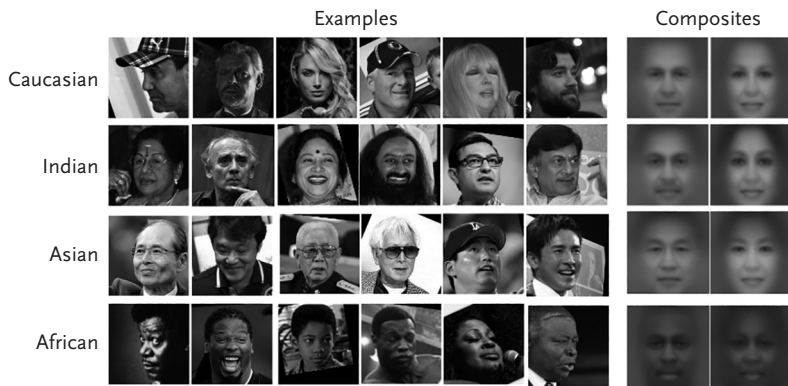 Examples
Composites
Caucasian
Indian
Asian
African